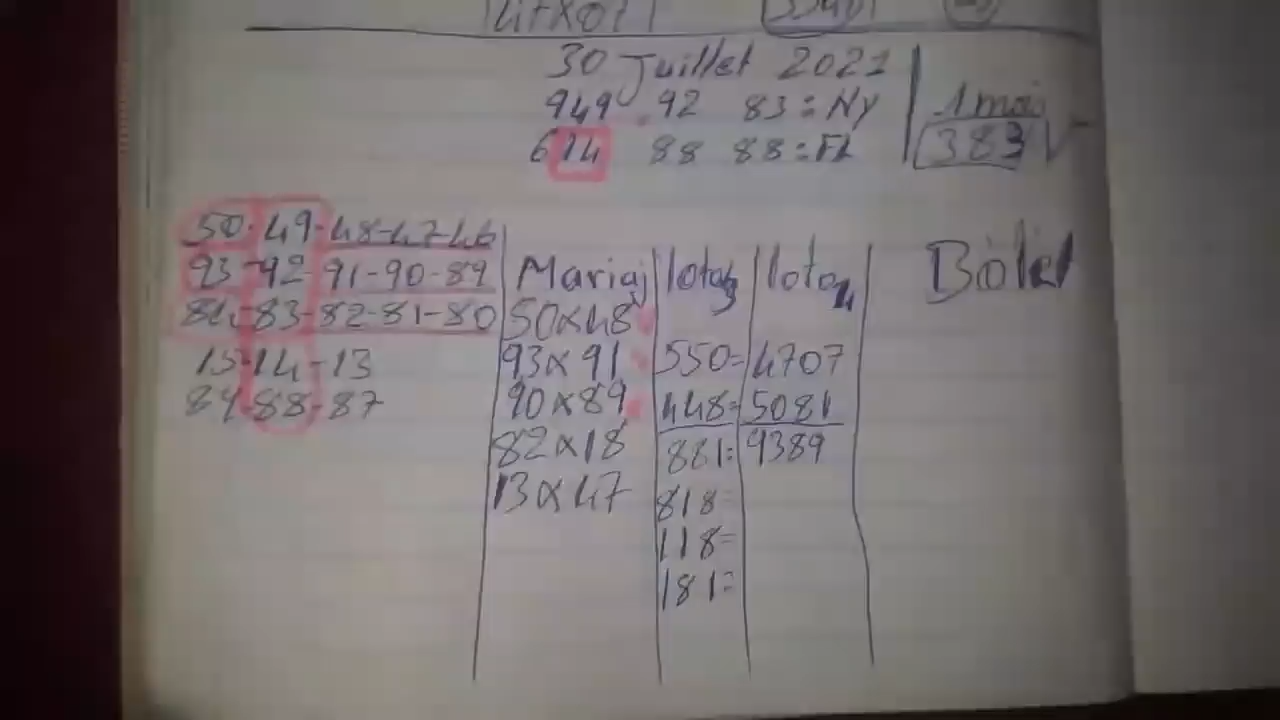 30 Juillet 2021
949 . 92 83 = NY
614 88 88 = FL
1 mois
383
50-49-48-47-46
93-92-91-90-89
84-83-82-81-80
15-14-13
89-88-87
Mariaj
50x48
93x91
90x89
82x18
13x47
loto3
550=
448=
881=
818=
118=
181=
loto4
4707
5081
9389
Bòlèt